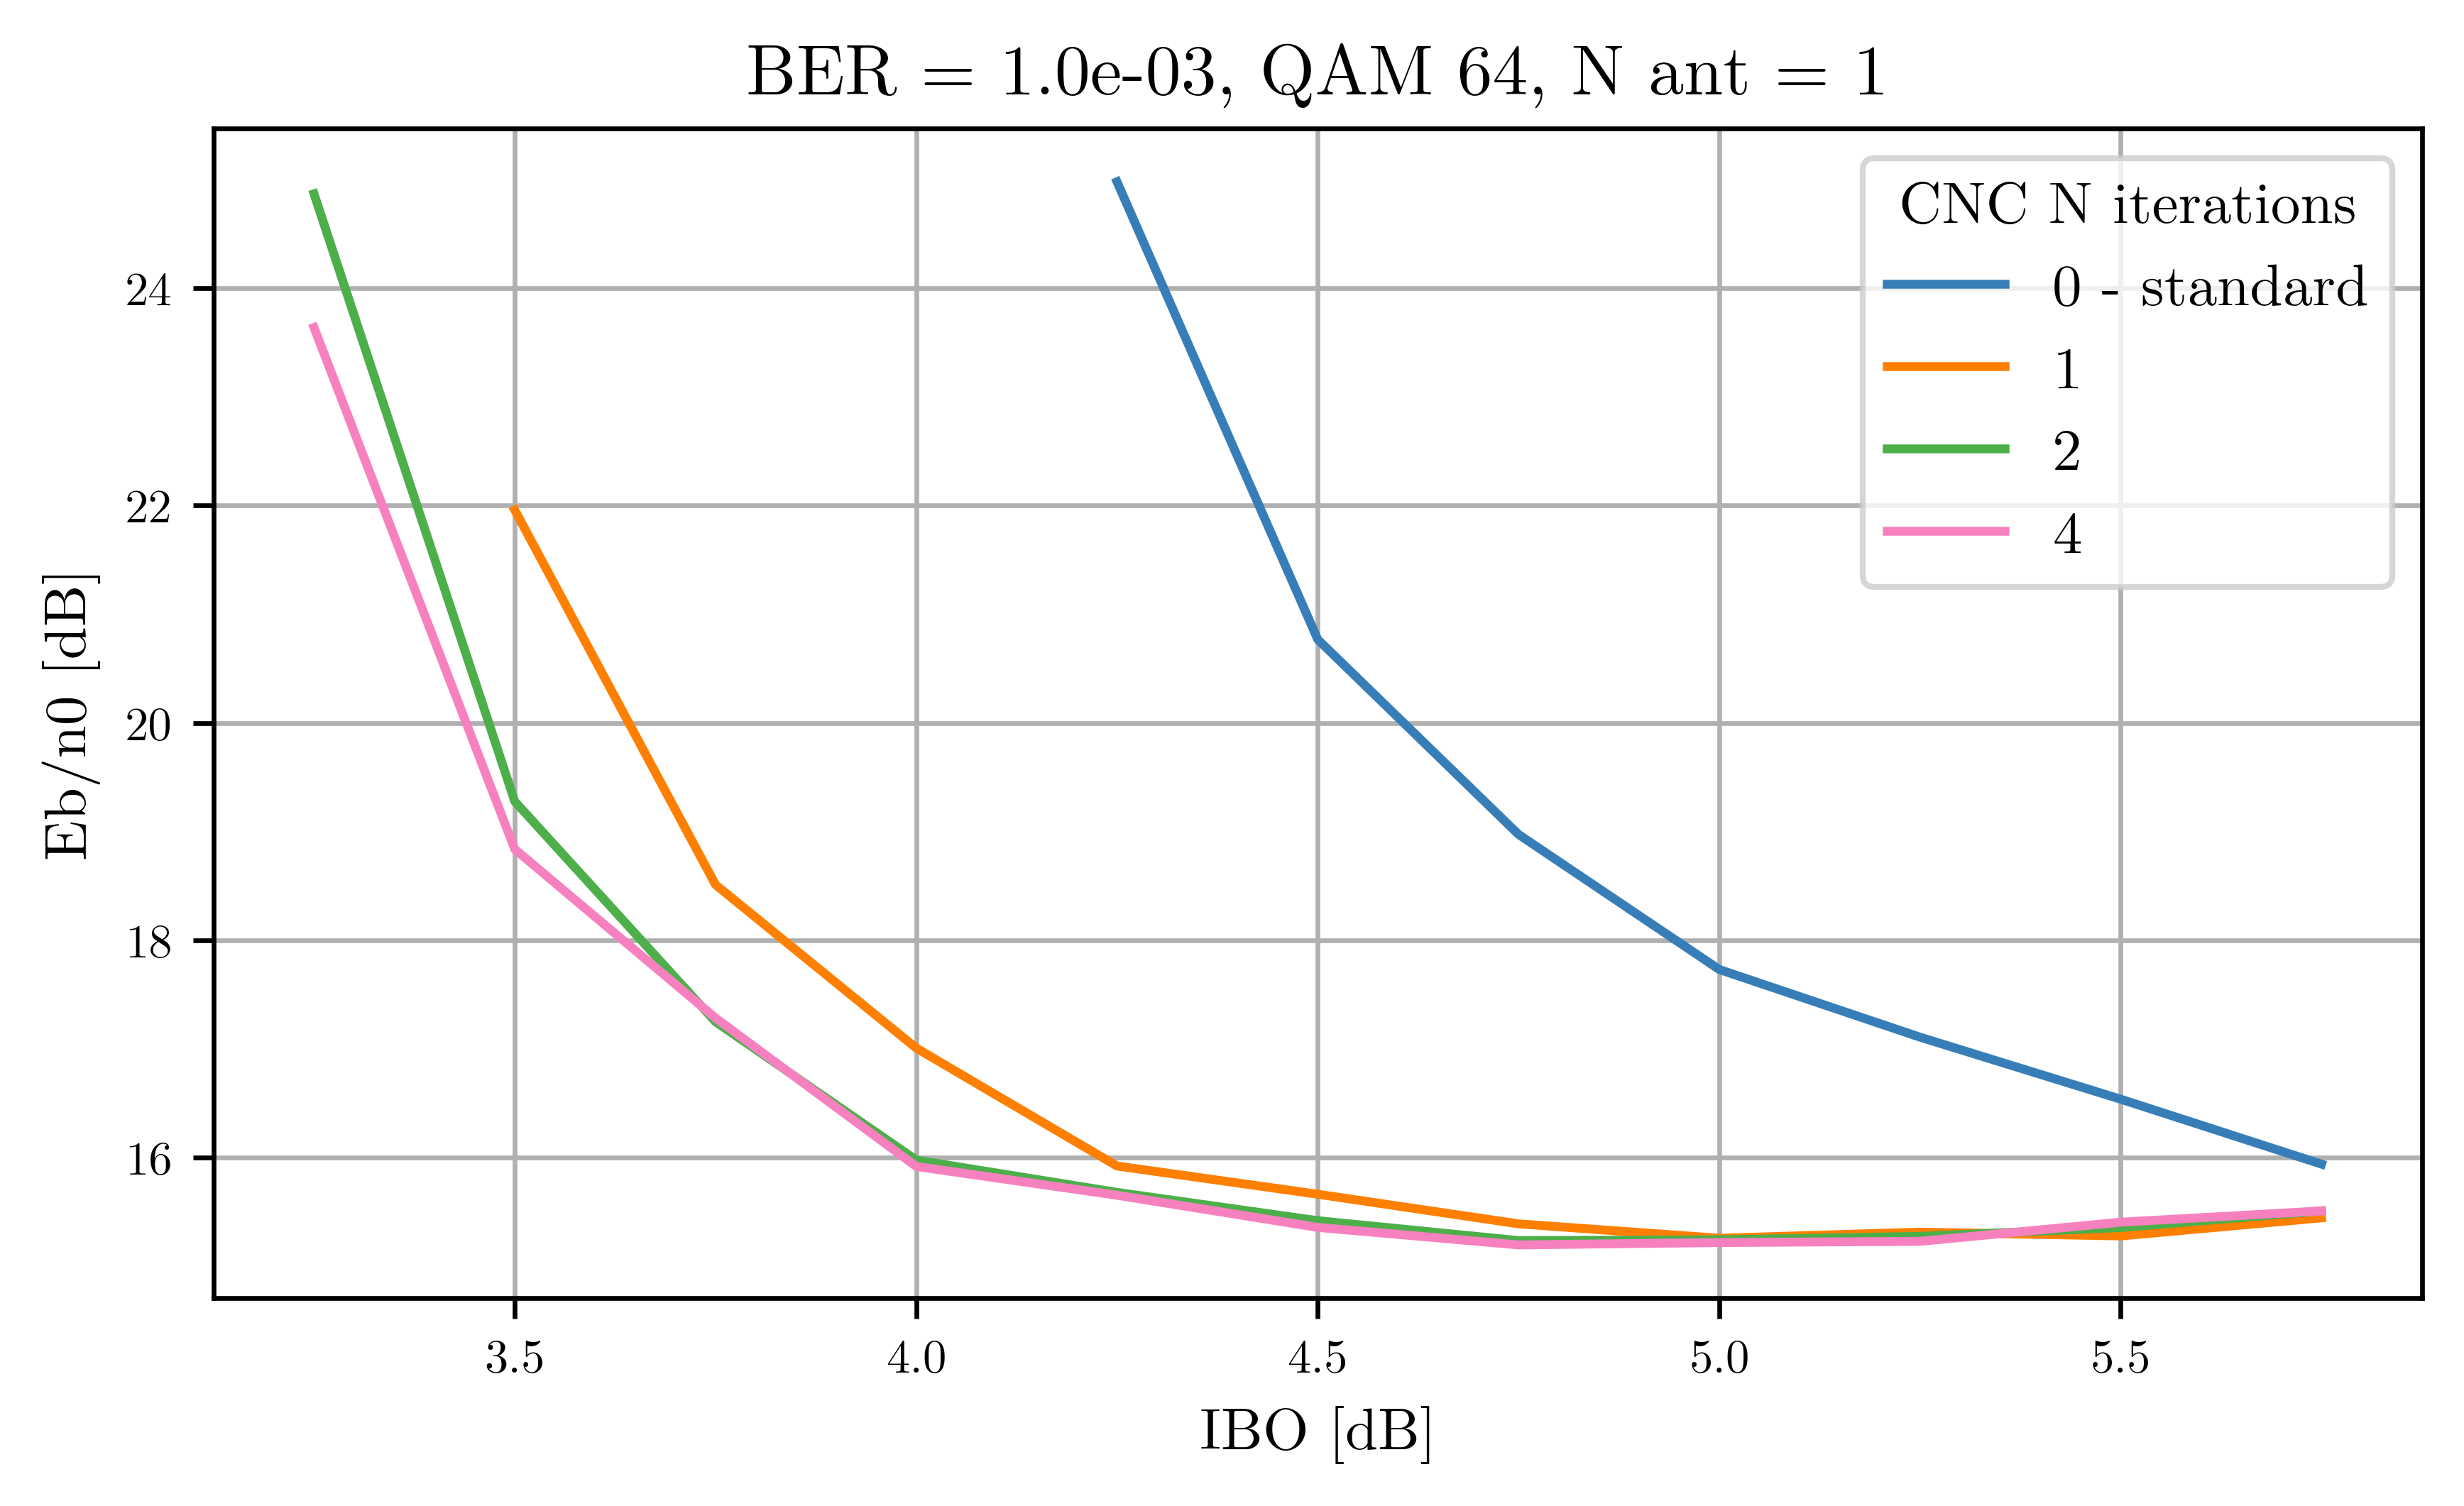 BER = 1.0e-03, QAM 64, N ant = 1
CNC N iterations
0 - standard
1
2
4
Eb/n0 [dB]
24
22
20
18
16
3.5 4.0 4.5 5.0 5.5
IBO [dB]